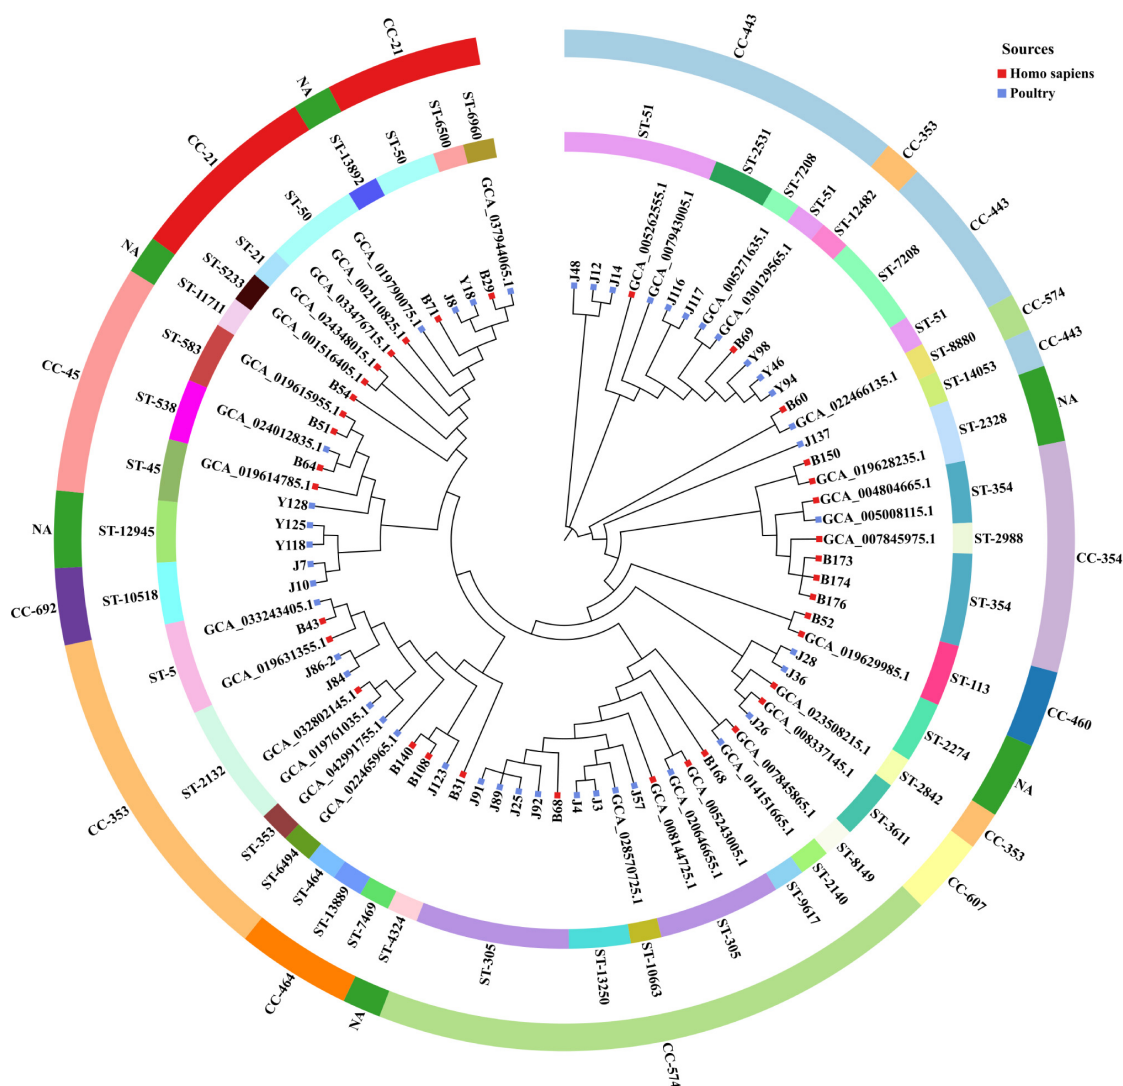 Sources
Homo sapiens
Poultry
CC-443
CC-353
CC-443
CC-574
CC-443
NA
CC-354
CC-460
NA
CC-353
CC-607
CC-574
NA
CC-464
CC-353
CC-692
NA
CC-45
NA
CC-21
NA
CC-21
ST-51
ST-2531
ST-7208
ST-51
ST-12482
ST-7208
ST-51
ST-8880
ST-14053
ST-2328
ST-354
ST-2988
ST-354
ST-113
ST-2274
ST-2842
ST-3611
ST-8149
ST-2140
ST-9617
ST-305
ST-10663
ST-13250
ST-305
ST-4324
ST-7469
ST-13889
ST-464
ST-6494
ST-353
ST-2132
ST-5
ST-10518
ST-12945
ST-45
ST-538
ST-583
ST-11711
ST-5233
ST-21
ST-50
ST-13892
ST-50
ST-6500
ST-6960
J48
J12
J14
GCA_005262555.1
GCA_007943005.1
J116
J117
GCA_005271635.1
GCA_030129565.1
B69
Y98
Y46
Y94
B60
GCA_022466135.1
J137
B150
GCA_019628235.1
GCA_004804665.1
GCA_005008115.1
GCA_007845975.1
B173
B174
B176
B52
GCA_019629985.1
J28
J36
GCA_023508215.1
GCA_008337145.1
J26
GCA_007845865.1
GCA_014151665.1
B168
GCA_005243005.1
GCA_020646655.1
GCA_008144725.1
J57
GCA_028570725.1
J3
J4
B68
J92
J25
J89
J91
B31
J123
B108
B140
GCA_022465965.1
GCA_042991755.1
GCA_019761035.1
GCA_032802145.1
J84
J86-2
GCA_019631355.1
B43
GCA_033243405.1
J10
J7
Y118
Y125
Y128
GCA_019614785.1
B64
GCA_024012835.1
B51
GCA_019615955.1
B54
GCA_001516405.1
GCA_024348015.1
GCA_033476715.1
GCA_002110825.1
GCA_019790075.1
B71
J8
Y18
B29
GCA_037944065.1